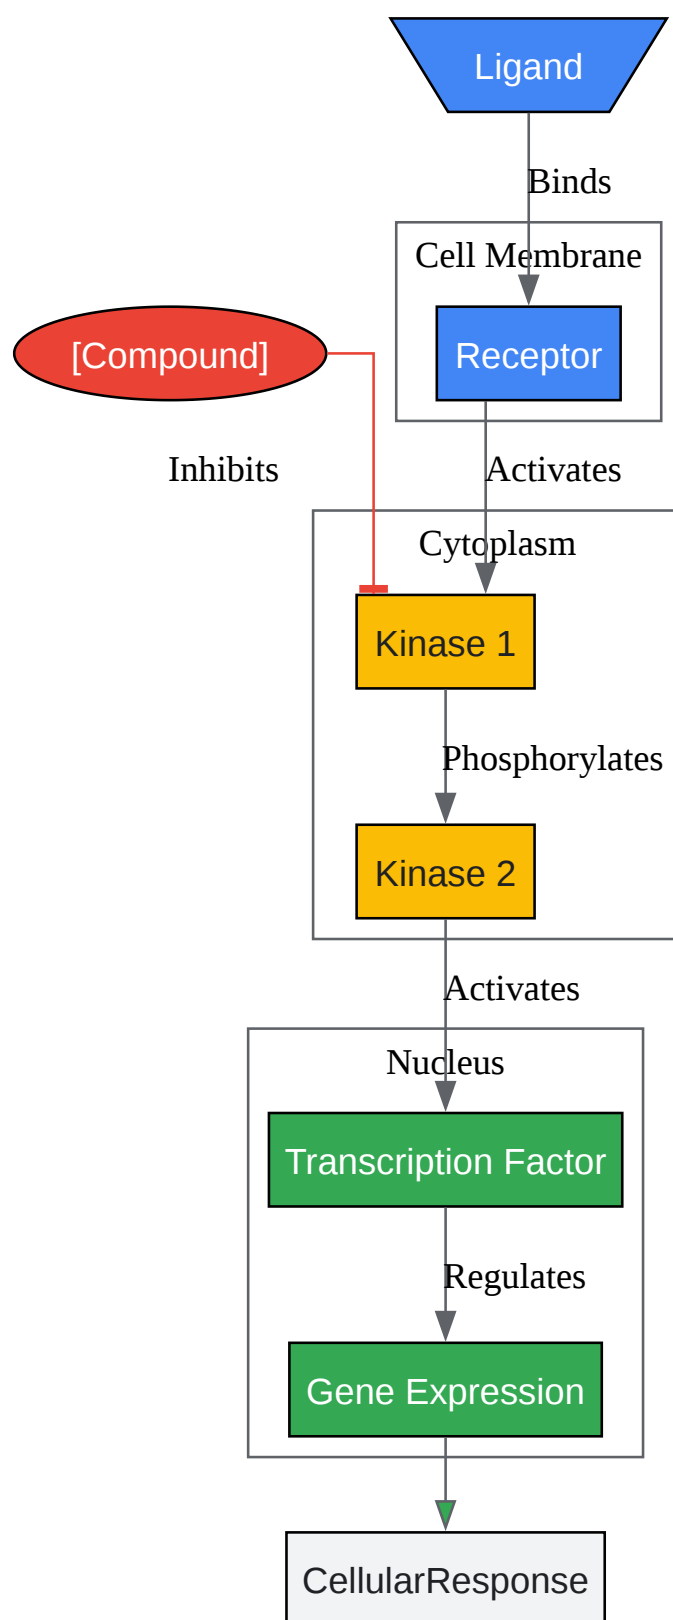 Ligand
Binds
Cell Membrane
[Compound]
Receptor
Inhibits
Activates
Cytoplasm
Kinase 1
Phosphorylates
Kinase 2
Activates
Nucleus
Transcription Factor
Regulates
Gene Expression
CellularResponse